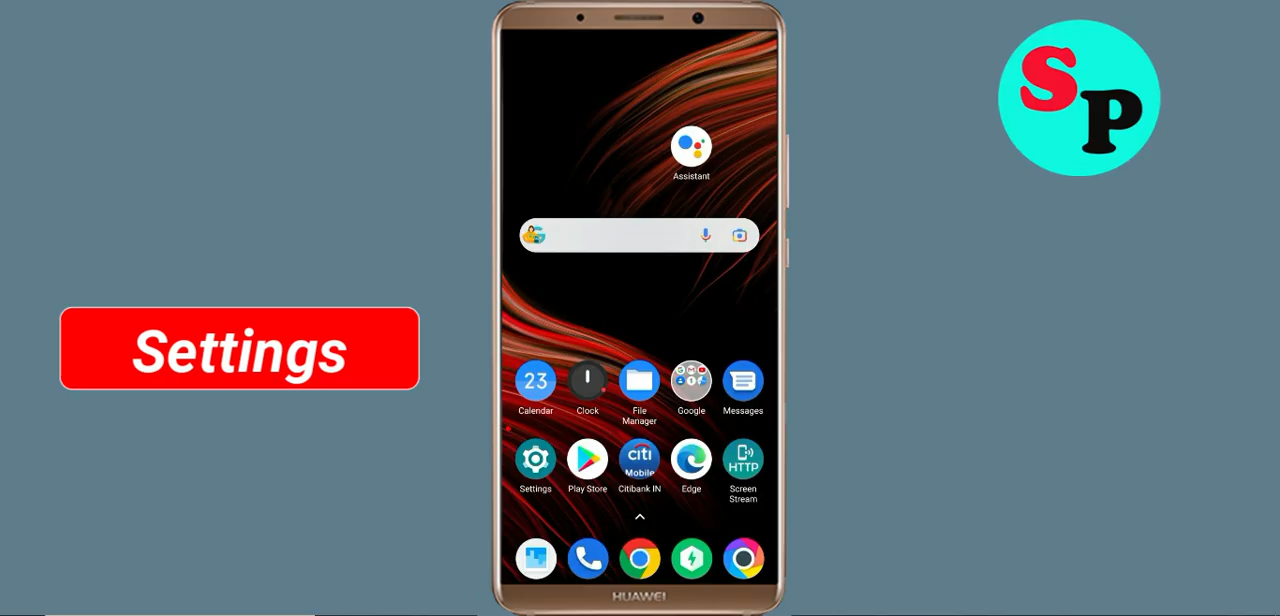 SP
Assistant
Settings
23
Calendar
Clock
File
Manager
Google
Messages
citi
Mobile
HTTP
Settings
Play Store
Citibank IN
Edge
Screen
Stream
HUAWEI